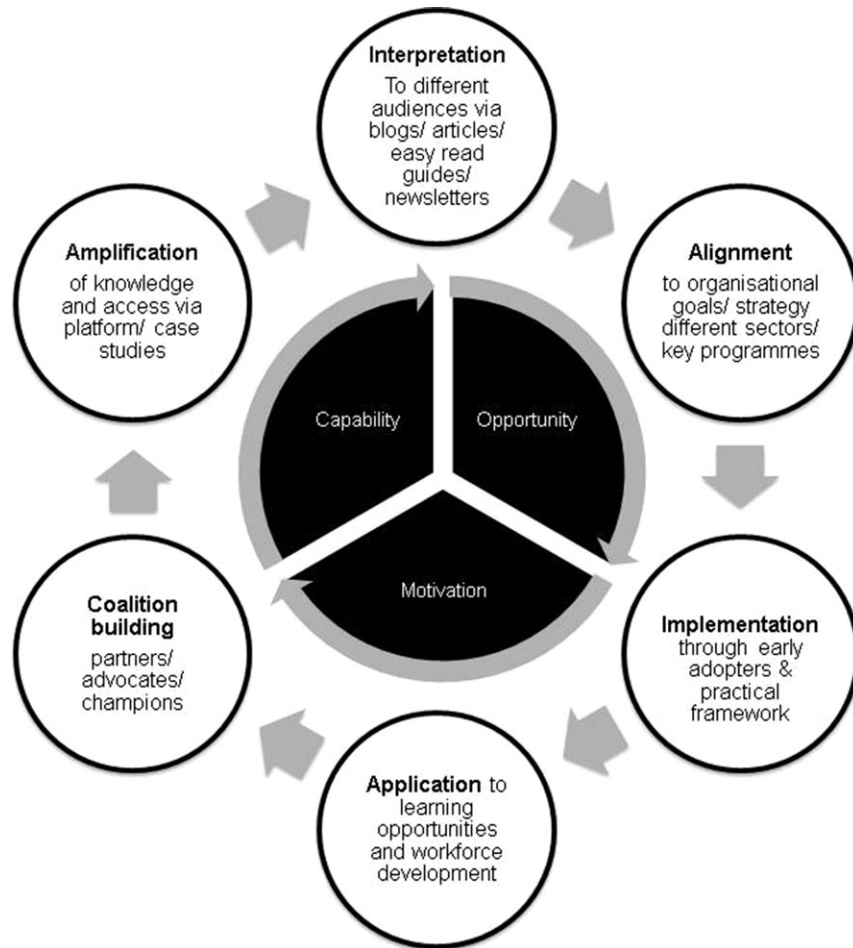 Interpretation
To different
audiences via
blogs/ articles/
easy read
guides/
newsletters
Alignment
to organisational
goals/ strategy
different sectors/
key programmes
Implementation
through early
adopters &
practical
framework
Application to
learning
opportunities
and workforce
development
Coalition
building
partners/
advocates/
champions
Amplification
of knowledge
and access via
platform/ case
studies
Capability
Opportunity
Motivation